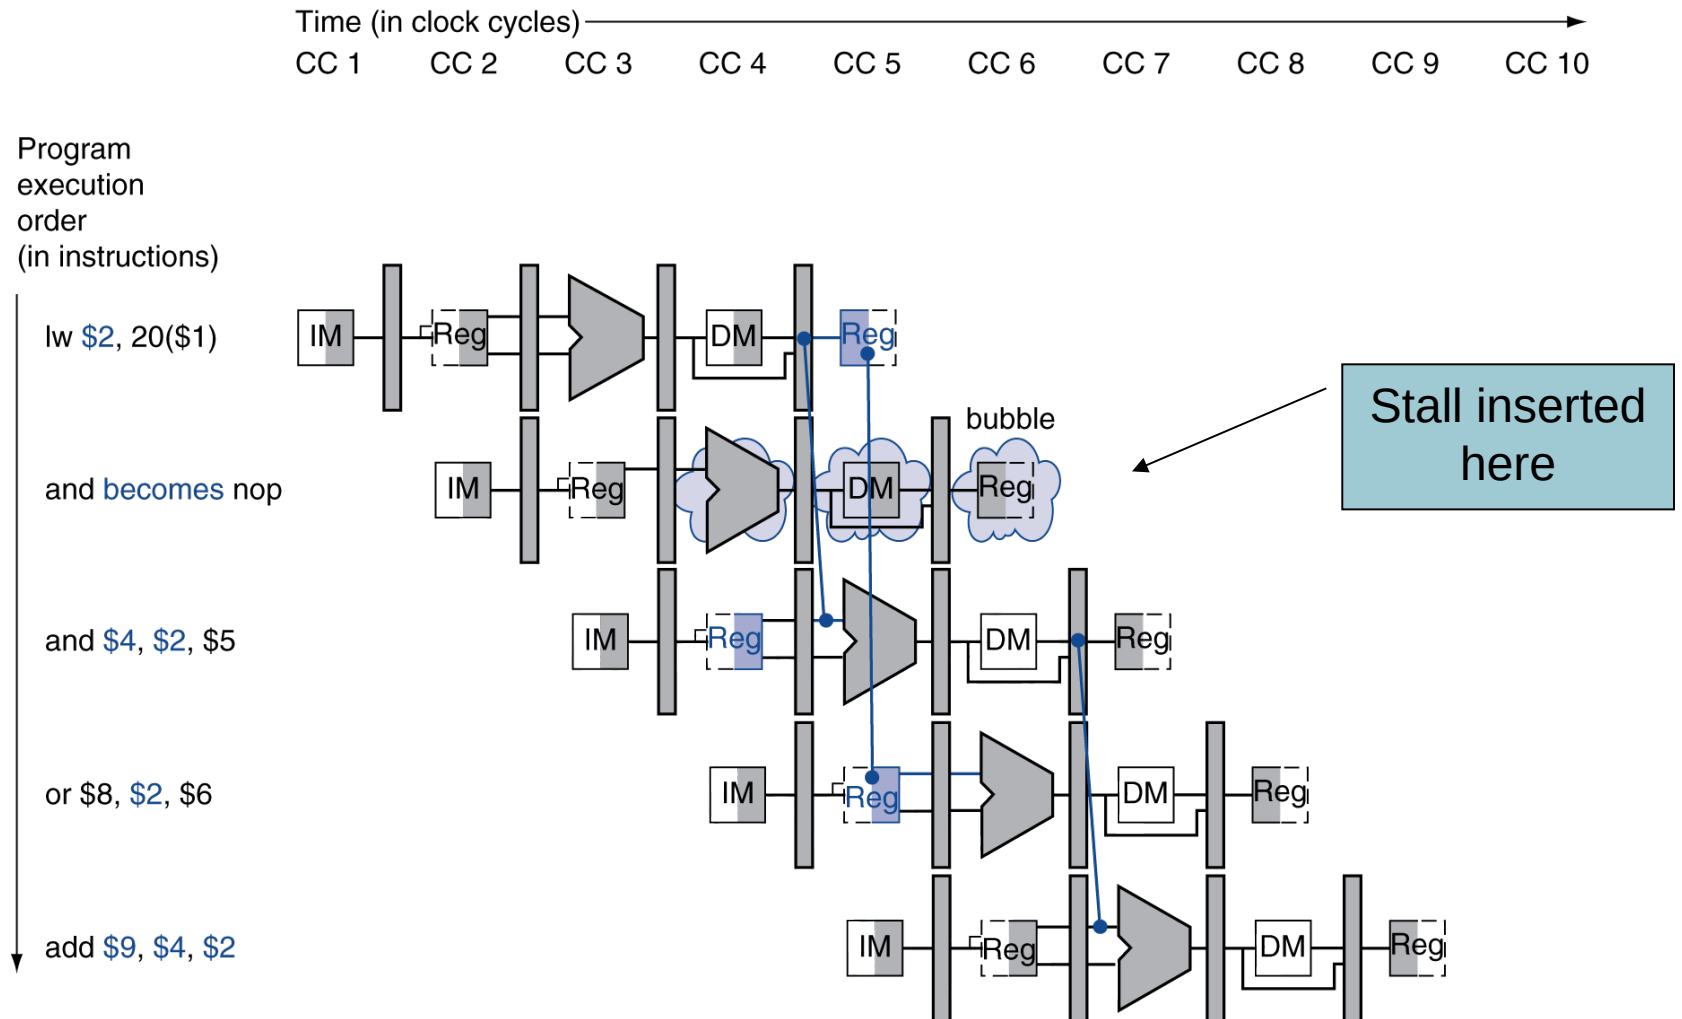 Time (in clock cycles)
CC 1 CC 2 CC 3 CC 4 CC 5 CC 6 CC 7 CC 8 CC 9 CC 10
Program
execution
order
(in instructions)
lw $2, 20($1)
IM Reg DM Reg
Stall inserted
here
bubble
and becomes nop
IM Reg DM Reg
and $4, $2, $5
IM Reg DM Reg
or $8, $2, $6
IM Reg DM Reg
add $9, $4, $2
IM Reg DM Reg